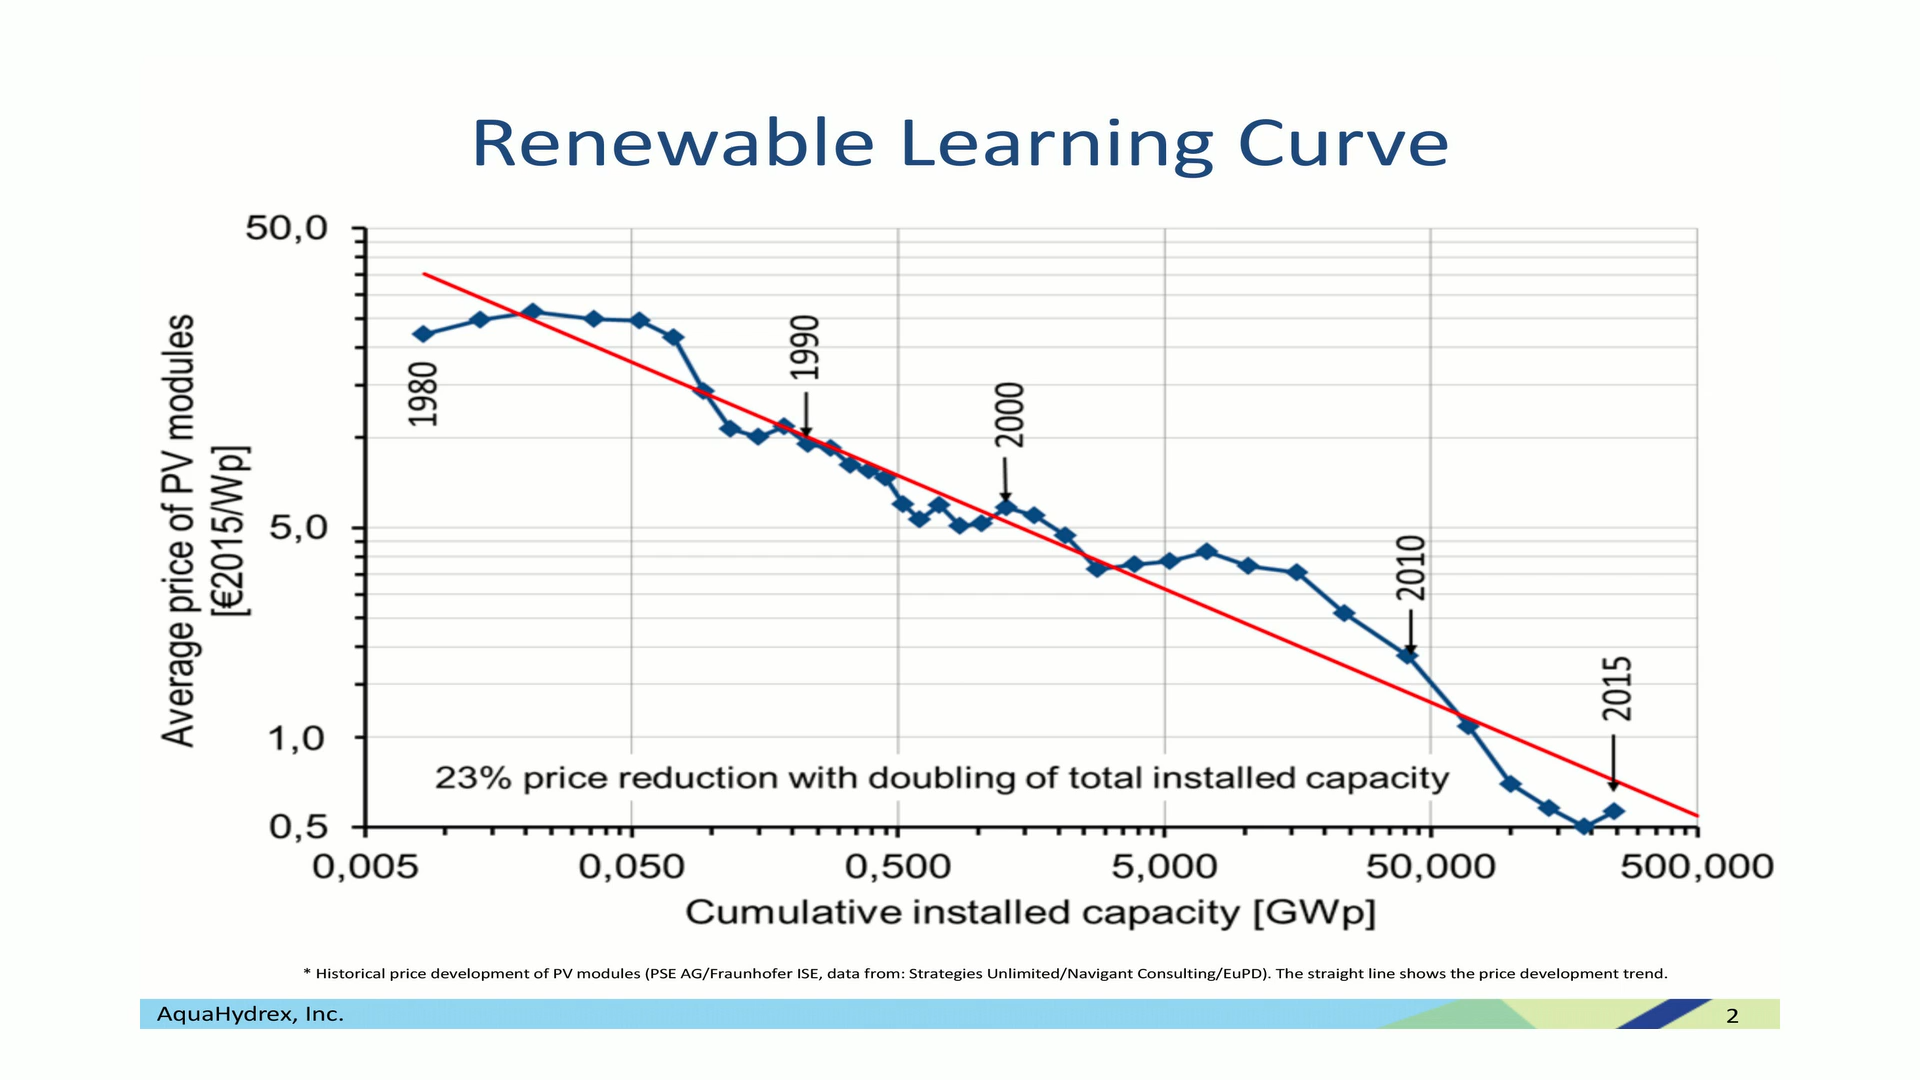 Renewable Learning Curve
Average price of PV modules
[€2015/Wp]
50,0
5,0
1,0
0,5
1980
1990
2000
2010
2015
23% price reduction with doubling of total installed capacity
0,005 0,050 0,500 5,000 50,000 500,000
Cumulative installed capacity [GWp]
* Historical price development of PV modules (PSE AG/Fraunhofer ISE, data from: Strategies Unlimited/Navigant Consulting/EuPD). The straight line shows the price development trend.
AquaHydrex, Inc.
2